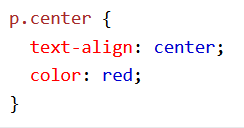 p.center {
  text-align: center;
  color: red;
}